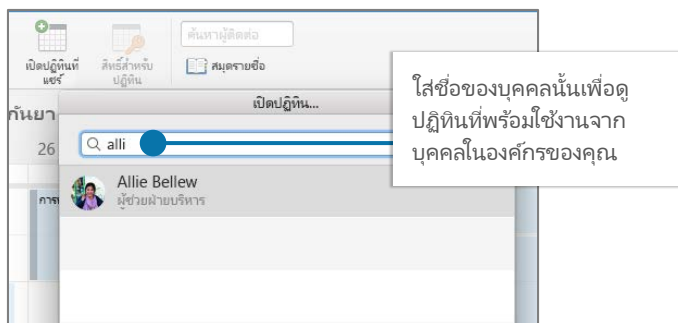 ค้นหาผู้ติดต่อ
เปิดปฏิทินที่
แชร์
สิทธิ์สำหรับ
ปฏิทิน
สมุดรายชื่อ
กันยา
26
เปิดปฏิทิน...
alli
Allie Bellew
ผู้ช่วยฝ่ายบริหาร
ใส่ชื่อของบุคคลนั้นเพื่อดู
ปฏิทินที่พร้อมใช้งานจาก
บุคคลในองค์กรของคุณ